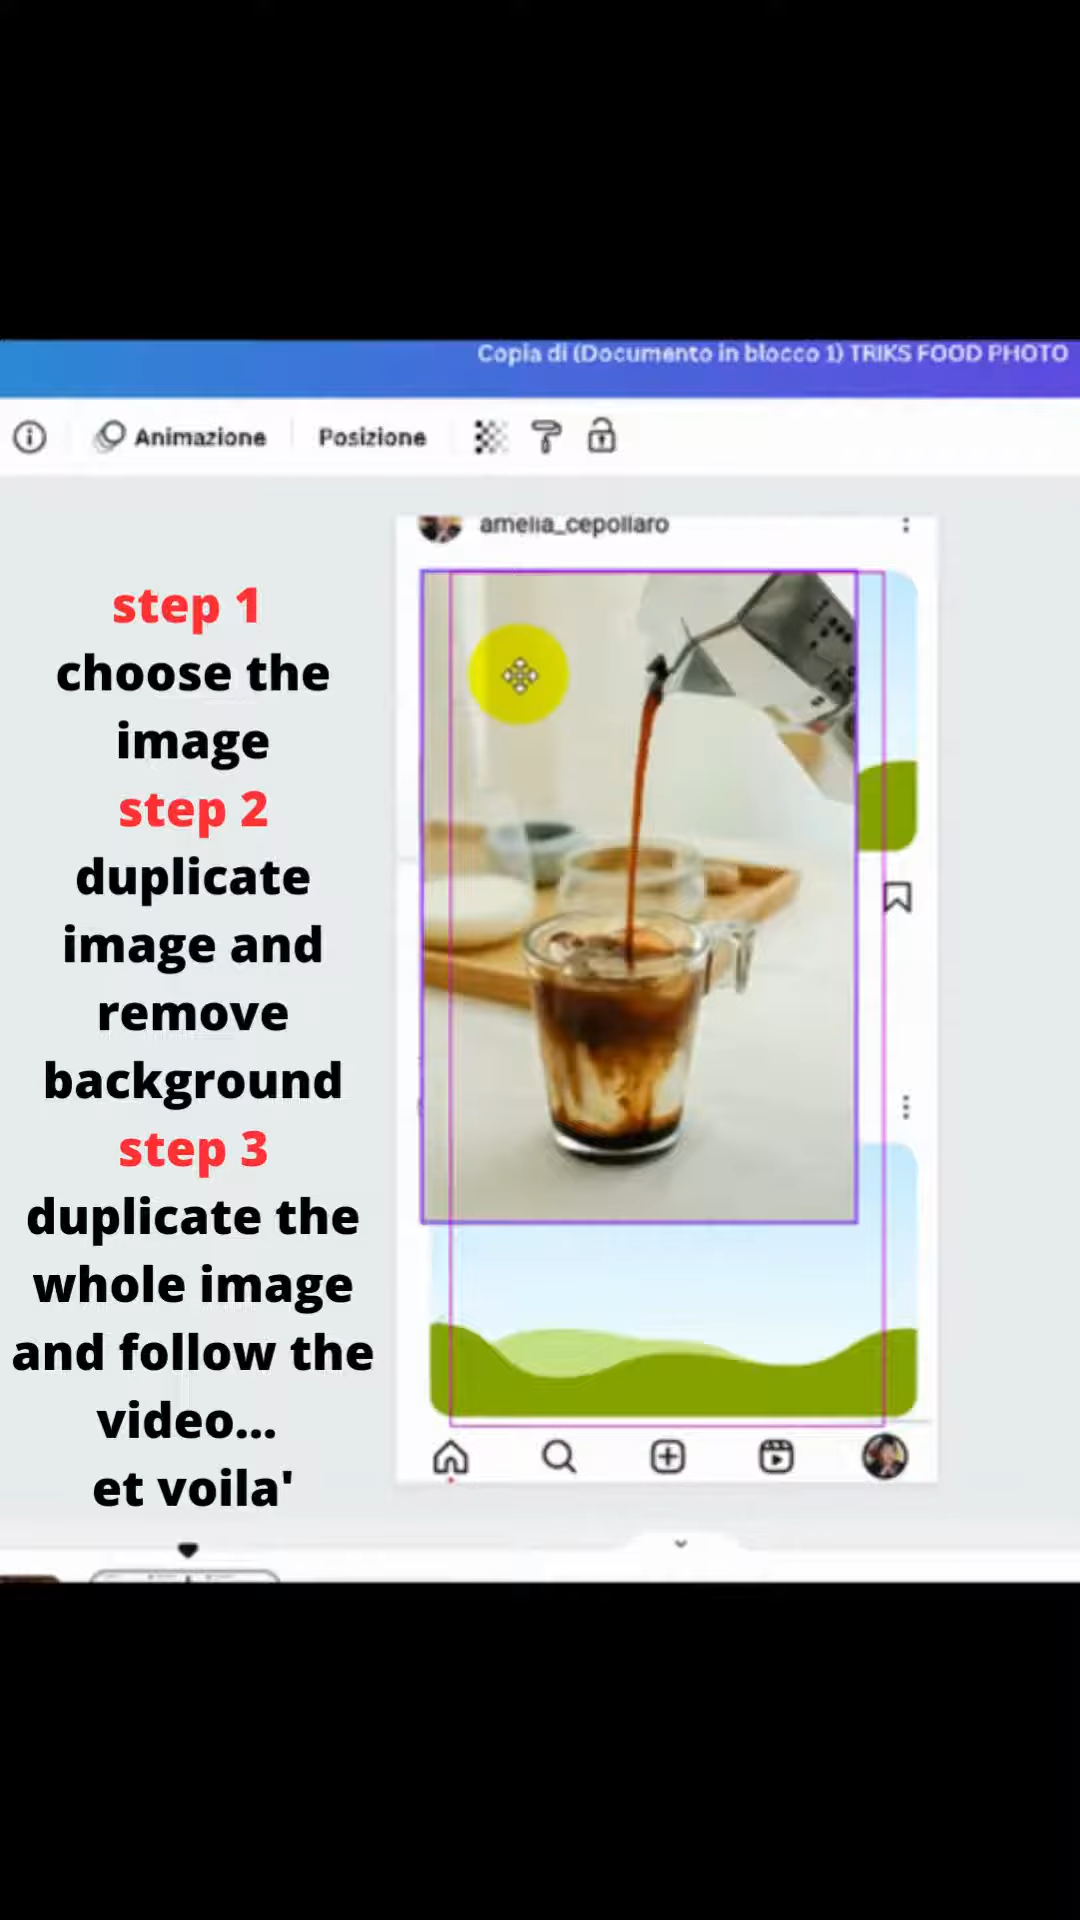 Copia di (Documento in blocco 1) TRIKS FOOD PHOTO
Animazione
Posizione
amelia_cepollaro
step 1
choose the
image
step 2
duplicate
image and
remove
background
step 3
duplicate the
whole image
and follow the
video...
et voila'